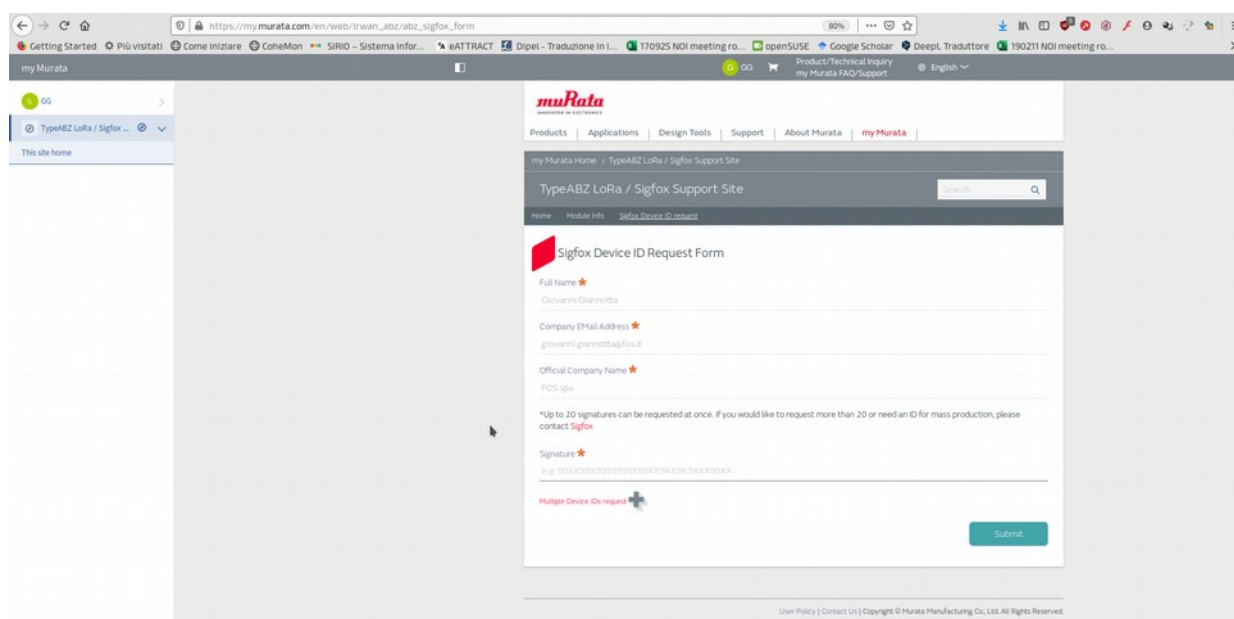 https://my.murata.com/en/web/lrwan_abz/abz_sigfox_form
80%
Getting Started Più visitati Come iniziare CoheMon SIRIO – Sistema Infor... eATTRACT Dipel - Traduzione in i... 170925 NOI meeting ro... openSUSE Google Scholar DeepL Traduttore 190211 NOI meeting ro...
my Murata
G GG
Product/Technical Inquiry
my Murata FAQ/Support
English
G GG
TypeABZ LoRa / Sigfox ...
This site home
muRata
INNOVATOR IN ELECTRONICS
Products | Applications | Design Tools | Support | About Murata | my Murata |
my Murata Home › TypeABZ LoRa / Sigfox Support Site
TypeABZ LoRa / Sigfox Support Site
Search
Home Module Info Sigfox Device ID request
Sigfox Device ID Request Form
Full Name
Giovanni Giannotta
Company EMail Address
giovanni.giannotta@fos.it
Official Company Name
FOS spa
*Up to 20 signatures can be requested at once. If you would like to request more than 20 or need an ID for mass production, please
contact Sigfox
Signature
Multiple Device IDs request
Submit
User Policy | Contact Us | Copyright © Murata Manufacturing Co., Ltd. All Rights Reserved.